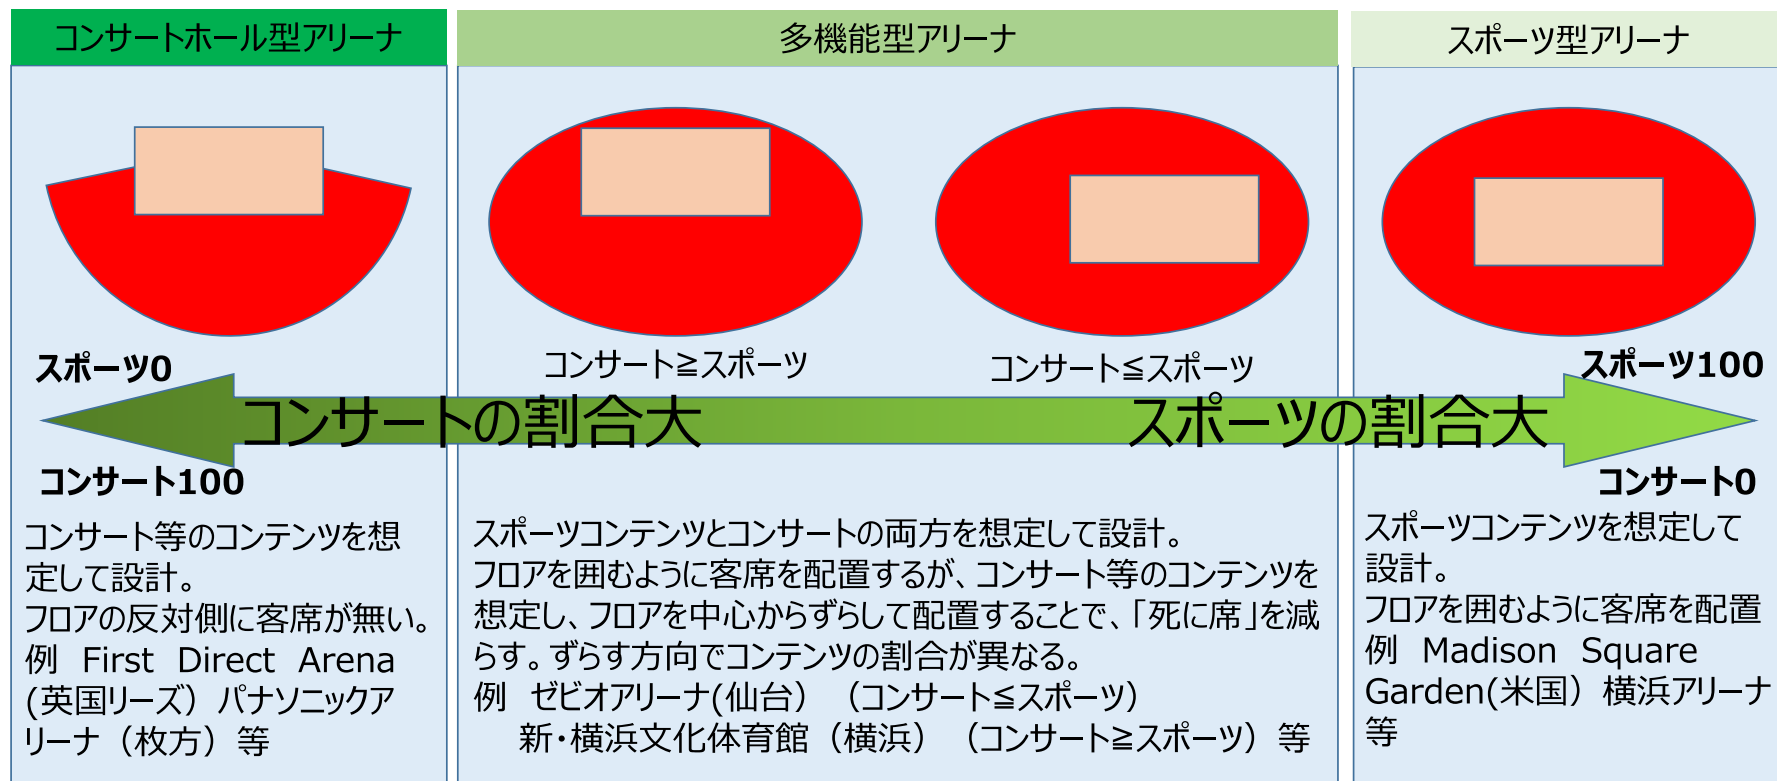 コンサートホール型アリーナ
多機能型アリーナ
スポーツ型アリーナ
スポーツ0
コンサート≧スポーツ
コンサート≦スポーツ
スポーツ100
コンサートの割合大
スポーツの割合大
コンサート100
コンサート0
コンサート等のコンテンツを想
定して設計。
フロアの反対側に客席が無い。
例 First Direct Arena
(英国リーズ）パナソニックア
リーナ（枚方）等
スポーツコンテンツとコンサートの両方を想定して設計。
フロアを囲むように客席を配置するが、コンサート等のコンテンツを
想定し、フロアを中心からずらして配置することで、「死に席」を減
らす。ずらす方向でコンテンツの割合が異なる。
例 ゼビオアリーナ(仙台）（コンサート≦スポーツ）
新・横浜文化体育館（横浜）（コンサート≧スポーツ）等
スポーツコンテンツを想定して
設計。
フロアを囲むように客席を配置
例 Madison Square
Garden(米国）横浜アリーナ
等